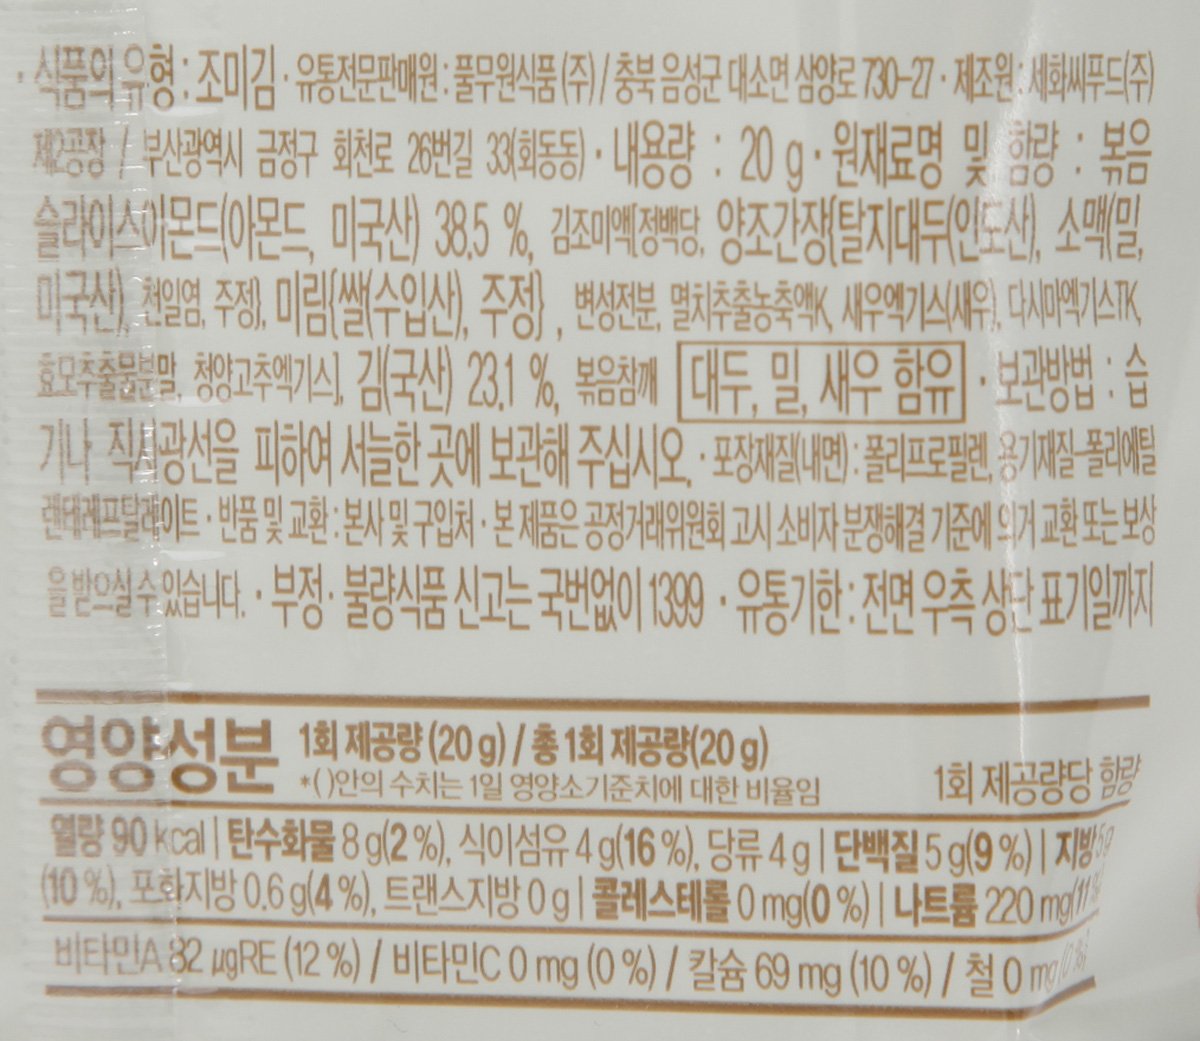 · 식품의 유형 : 조미김 · 유통전문판매원 : 풀무원식품 (주) / 충북 음성군 대소면 삼양로 730-27 · 제조원 : 세화씨푸드(주)
제2공장 / 부산광역시 금정구 회천로 26번길 33(회동동) · 내용량 : 20 g · 원재료명 및 함량 : 볶음
슬라이스아몬드(아몬드, 미국산) 38.5 %, 김조미액[정백당, 양조간장{탈지대두(인도산), 소맥(밀,
미국산), 천일염, 주정}, 미림{쌀(수입산), 주정}, 변성전분, 멸치추출농축액K, 새우엑기스(새우), 다시마엑기스TK,
효모추출물분말, 청양고추엑기스], 김(국산) 23.1 %, 볶음참깨 대두, 밀, 새우 함유 · 보관방법 : 습
기나 직사광선을 피하여 서늘한 곳에 보관해 주십시오. · 포장재질(내면) : 폴리프로필렌, 용기재질-폴리에틸
렌테레프탈레이트 · 반품 및 교환 : 본사 및 구입처 · 본 제품은 공정거래위원회 고시 소비자 분쟁해결 기준에 의거 교환 또는 보상
을 받으실 수 있습니다. · 부정 · 불량식품 신고는 국번없이 1399 · 유통기한 : 전면 우측 상단 표기일까지
영양성분 1회 제공량 (20 g) / 총 1회 제공량(20 g)
*( )안의 수치는 1일 영양소기준치에 대한 비율임 1회 제공량당 함량
열량 90 kcal | 탄수화물 8 g(2 %), 식이섬유 4 g(16 %), 당류 4 g | 단백질 5 g(9 %) | 지방 5 g
(10 %), 포화지방 0.6 g(4 %), 트랜스지방 0 g | 콜레스테롤 0 mg(0 %) | 나트륨 220 mg(11 %)
비타민A 82 µgRE (12 %) / 비타민C 0 mg (0 %) / 칼슘 69 mg (10 %) / 철 0 mg (0 %)